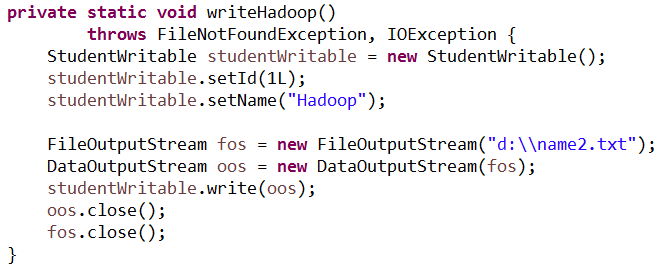 private static void writeHadoop()
        throws FileNotFoundException, IOException {
    StudentWritable studentWritable = new StudentWritable();
    studentWritable.setId(1L);
    studentWritable.setName("Hadoop");

    FileOutputStream fos = new FileOutputStream("d:\\name2.txt");
    DataOutputStream oos = new DataOutputStream(fos);
    studentWritable.write(oos);
    oos.close();
    fos.close();
}